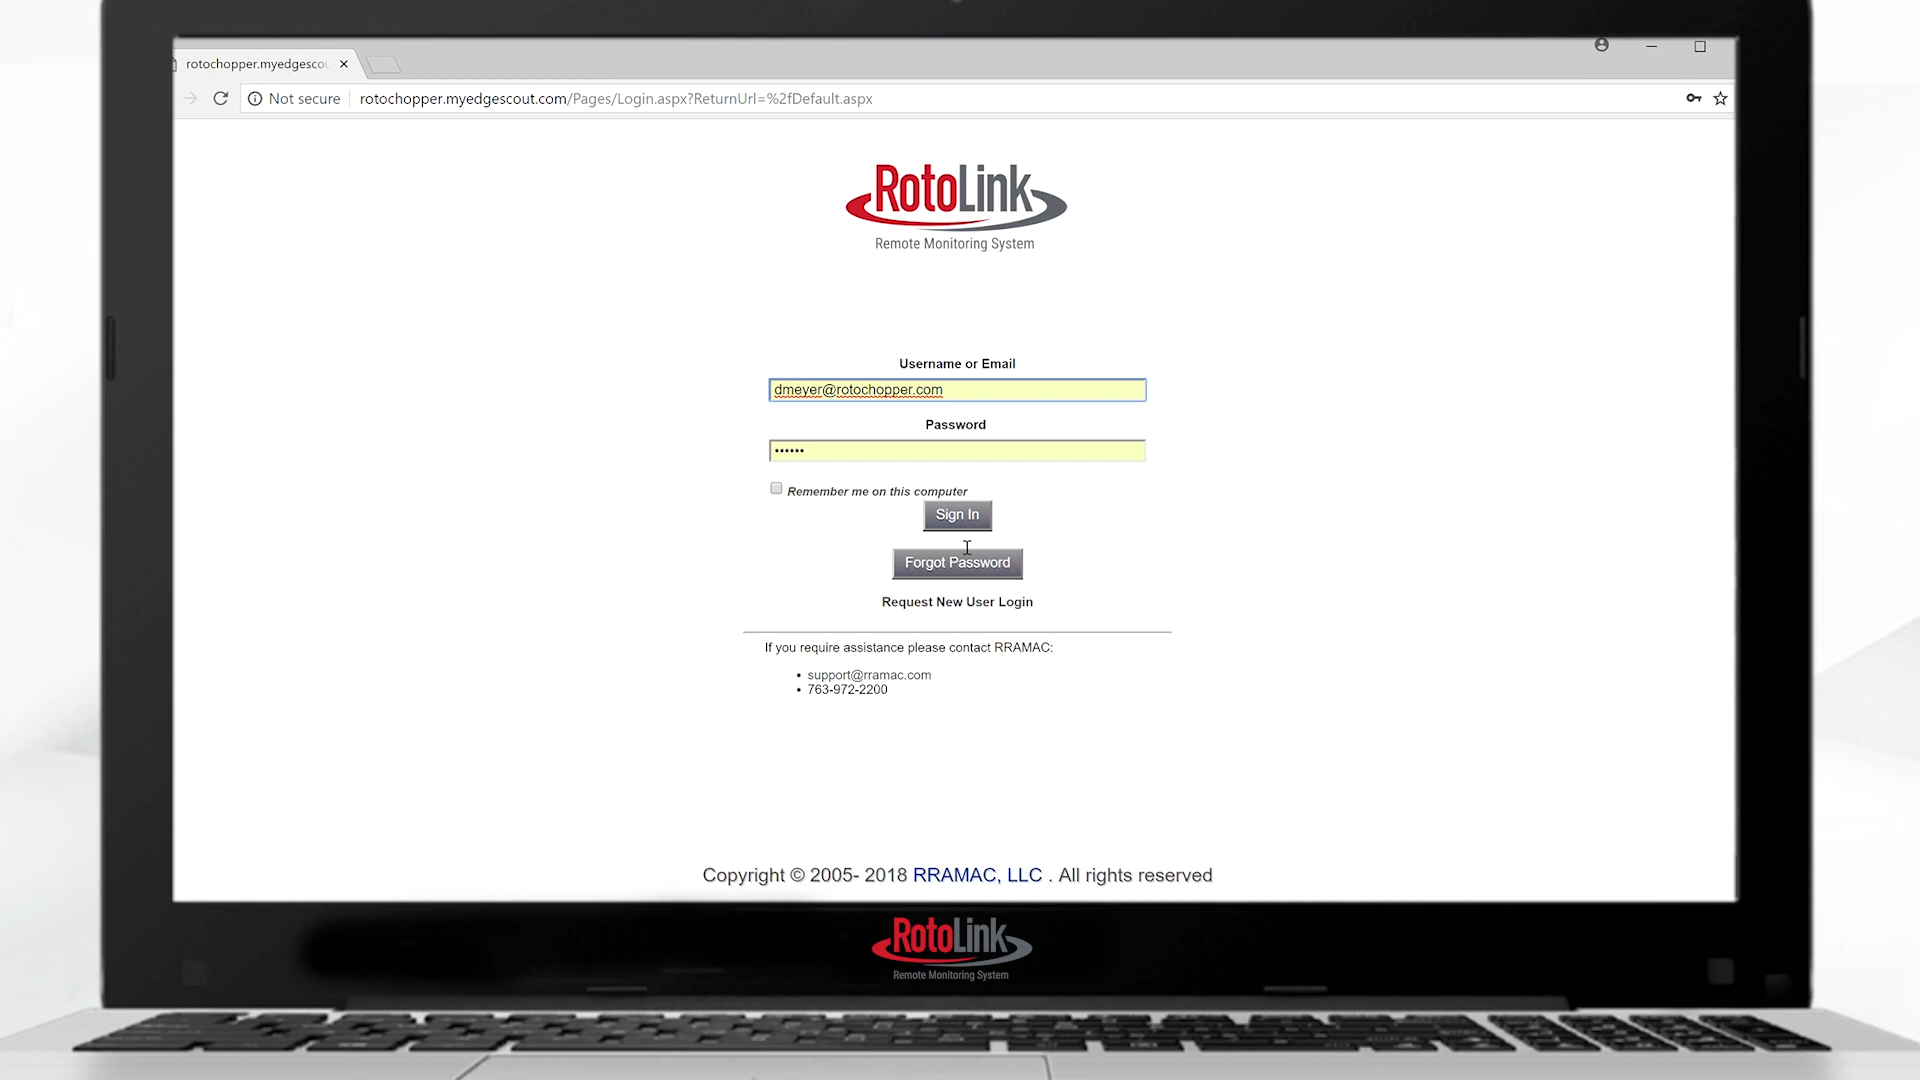 rotochopper.myedgesco
Not secure
rotochopper.myedgescout.com/Pages/Login.aspx?ReturnUrl=%2fDefault.aspx
RotoLink
Remote Monitoring System
Username or Email
dmeyer@rotochopper.com
Password
••••••
Remember me on this computer
Sign In
Forgot Password
Request New User Login
If you require assistance please contact RRAMAC:
• support@rramac.com
• 763-972-2200
Copyright © 2005- 2018 RRAMAC, LLC . All rights reserved
RotoLink
Remote Monitoring System